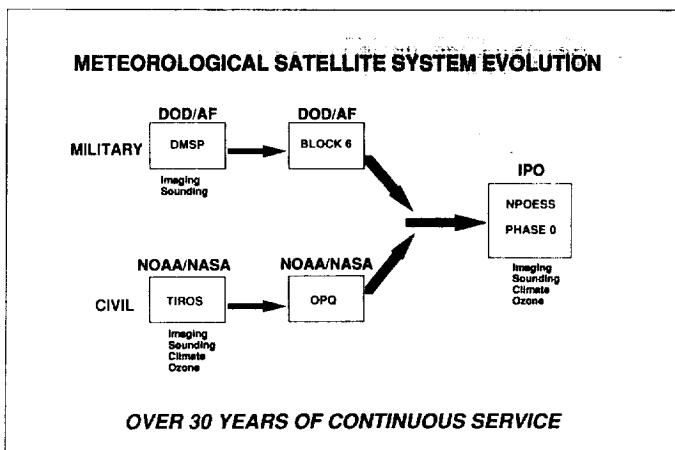 METEOROLOGICAL SATELLITE SYSTEM EVOLUTION
DOD/AF
DOD/AF
MILITARY
DMSP
BLOCK 6
Imaging
Sounding
IPO
NPOESS
PHASE 0
Imaging
Sounding
Climate
Ozone
NOAA/NASA
NOAA/NASA
CIVIL
TIROS
OPQ
Imaging
Sounding
Climate
Ozone
OVER 30 YEARS OF CONTINUOUS SERVICE